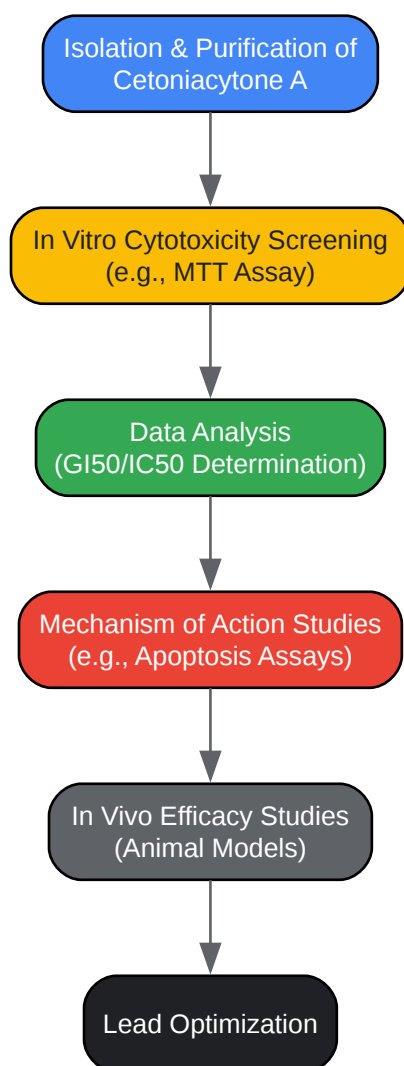 Isolation & Purification of
Cetoniacytone A
In Vitro Cytotoxicity Screening
(e.g., MTT Assay)
Data Analysis
(GI50/IC50 Determination)
Mechanism of Action Studies
(e.g., Apoptosis Assays)
In Vivo Efficacy Studies
(Animal Models)
Lead Optimization